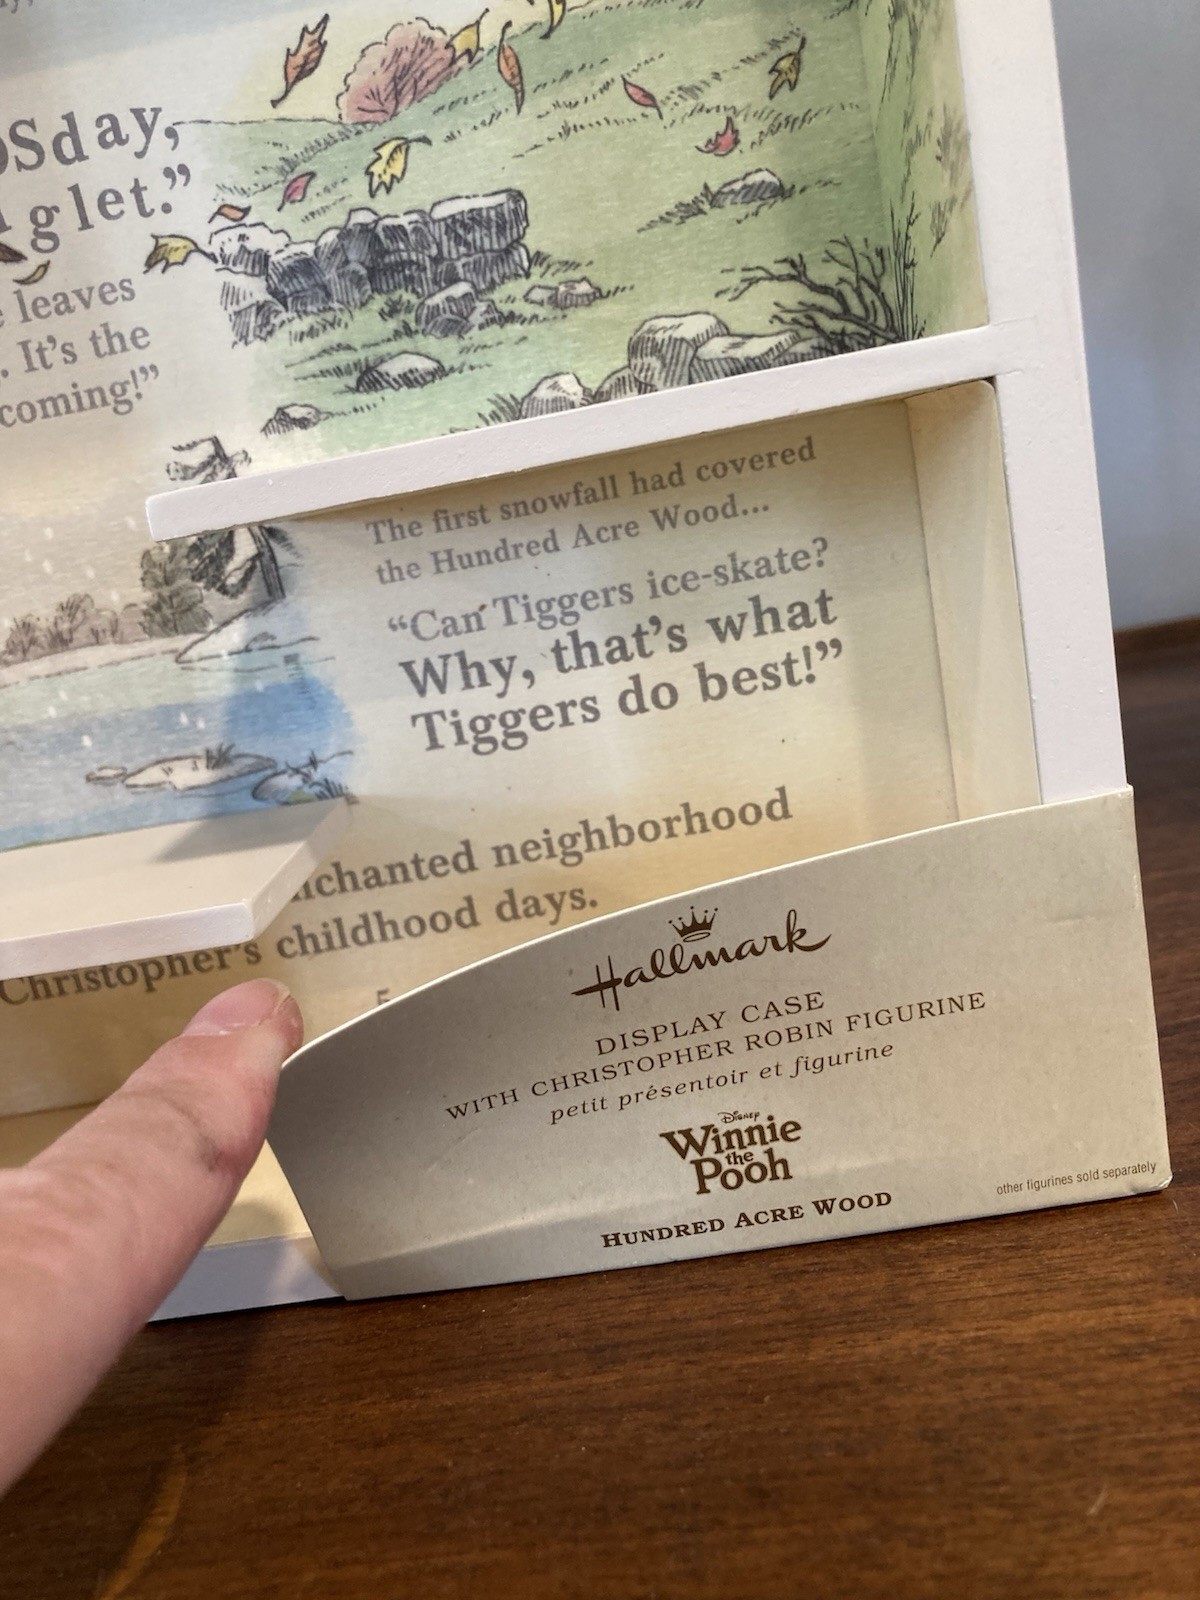 day,
glet.”
leaves
. It's the
coming!”
The first snowfall had covered
the Hundred Acre Wood...
“Can Tiggers ice-skate?
Why, that's what
Tiggers do best!”
neighborhood
Christopher's childhood days.
Hallmark
DISPLAY CASE
WITH CHRISTOPHER ROBIN FIGURINE
petit présentoir et figurine
Disney
Winnie
the
Pooh
HUNDRED ACRE WOOD
other figurines sold separately